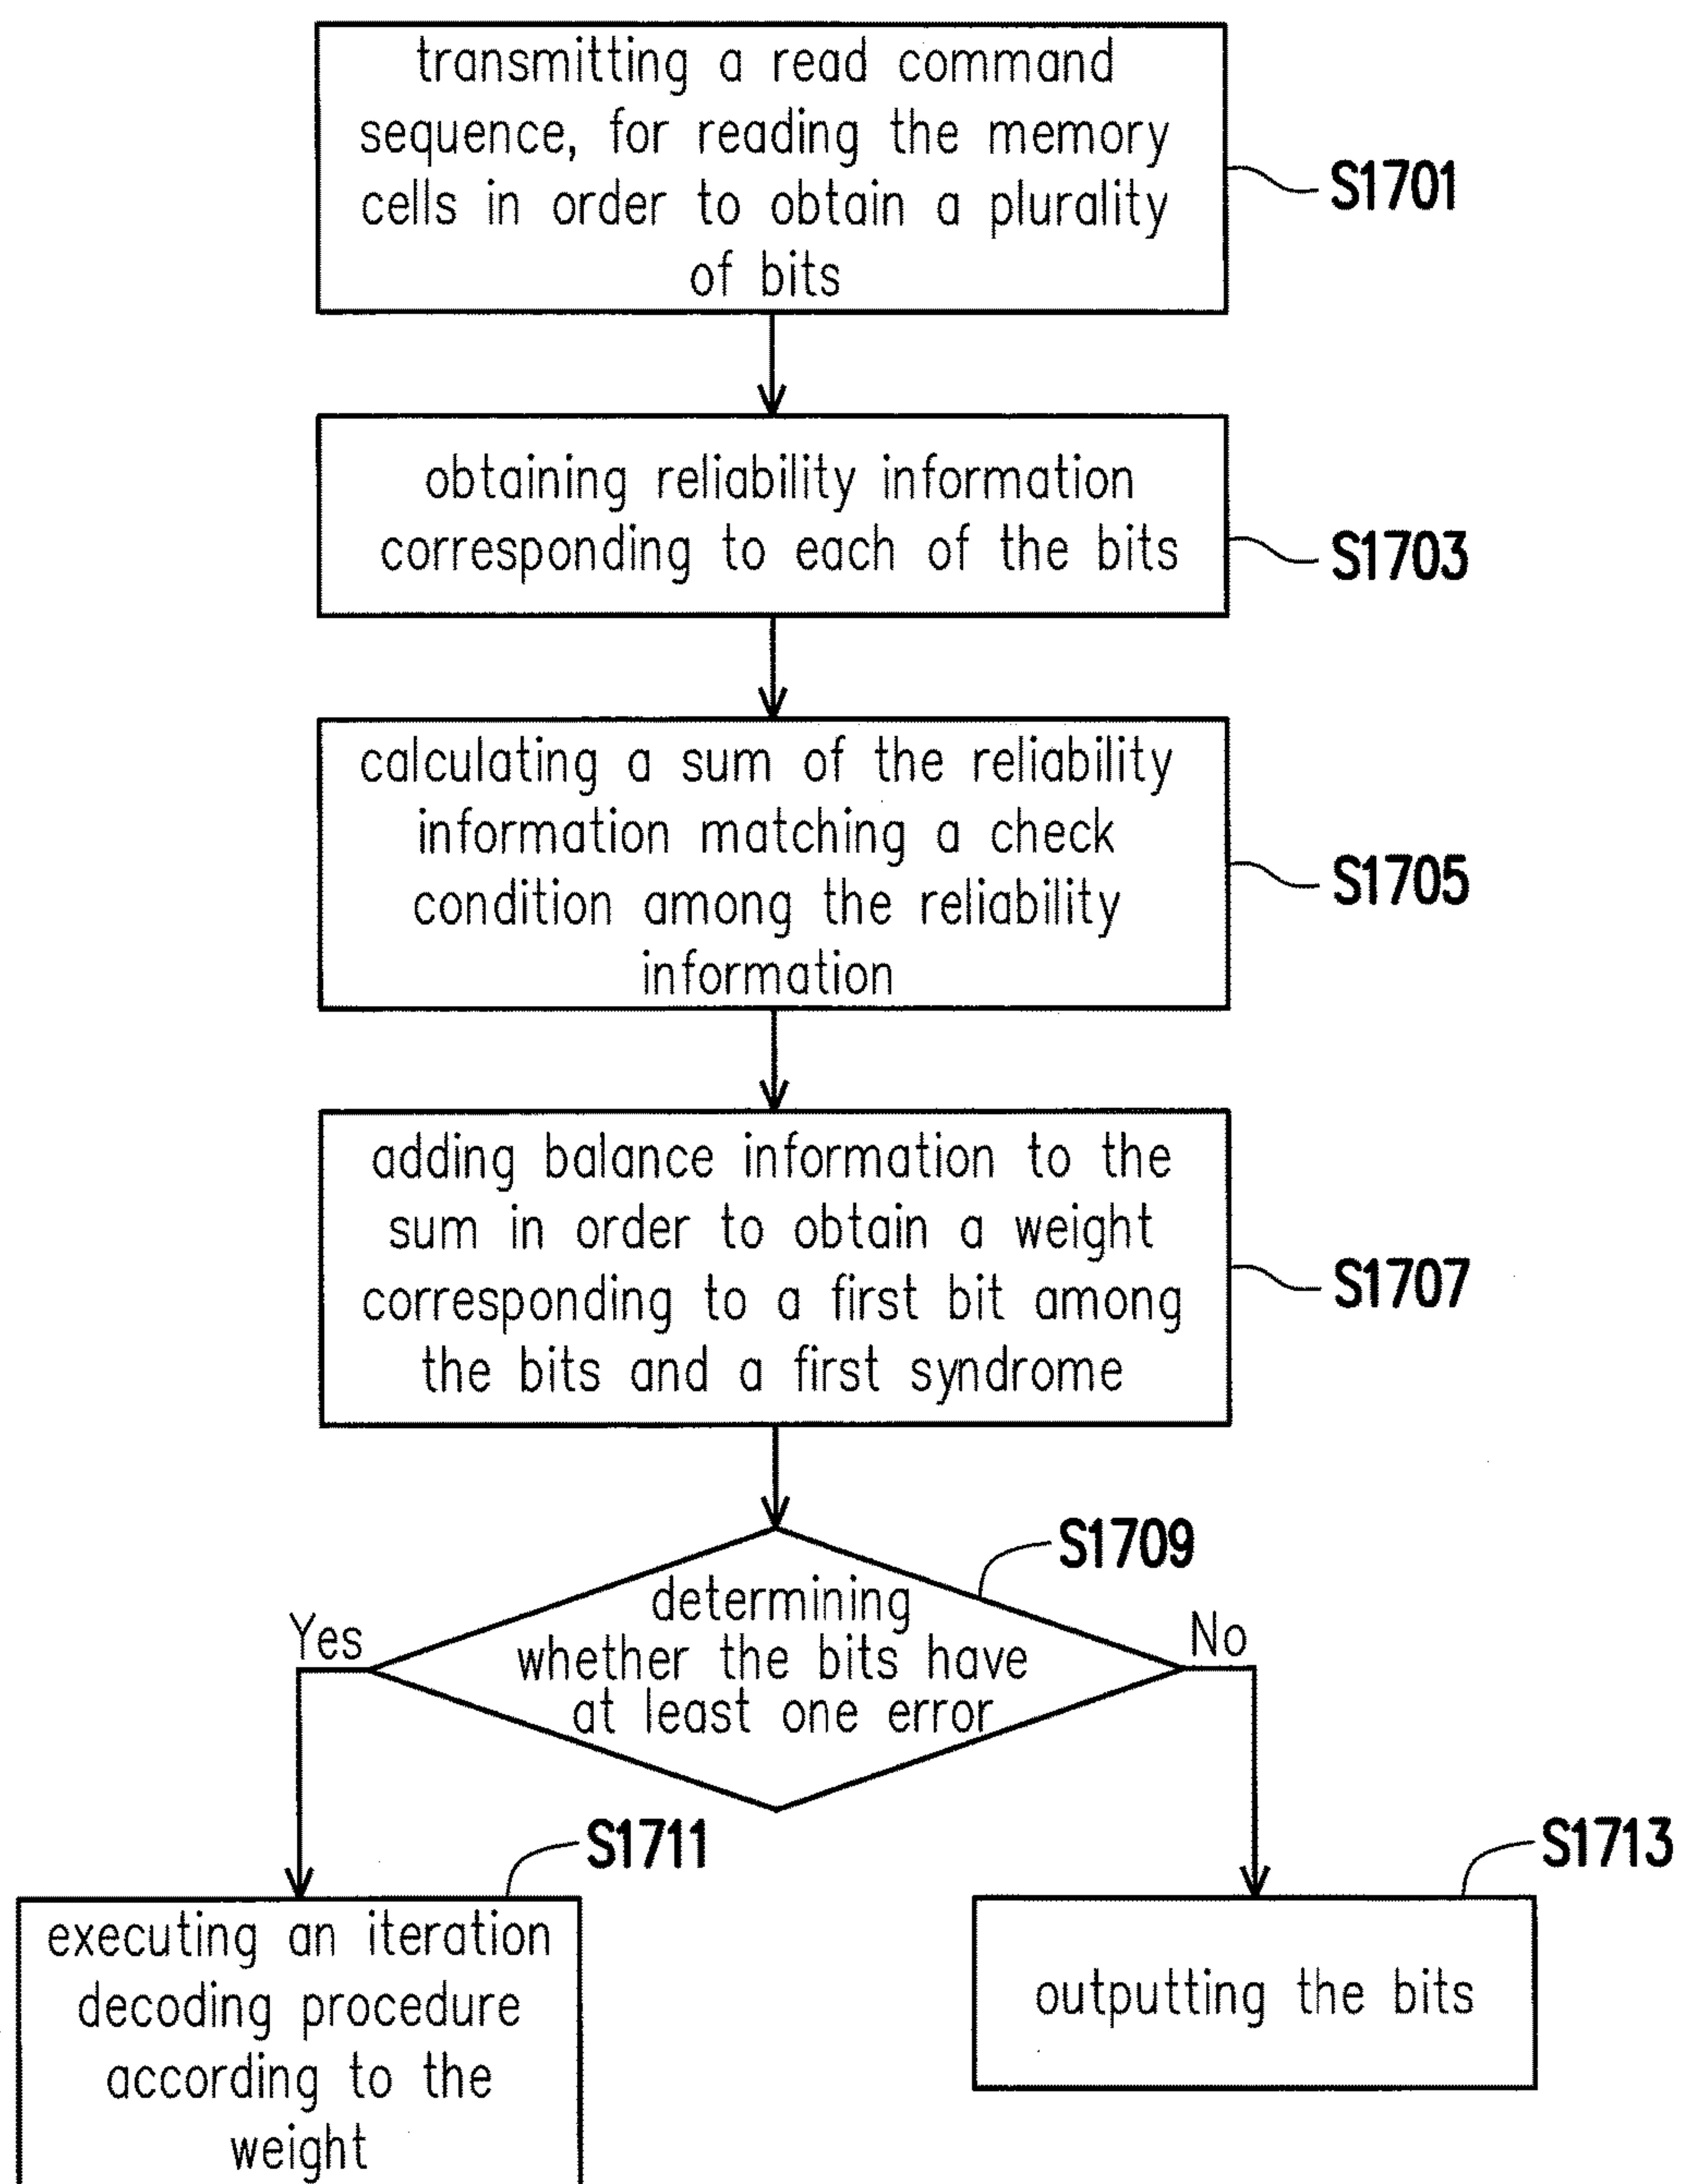 transmitting a read command
sequence, for reading the memory
cells in order to obtain a plurality
of bits
S1701
obtaining reliability information
corresponding to each of the bits
S1703
calculating a sum of the reliability
information matching a check
condition among the reliability
information
S1705
adding balance information to the
sum in order to obtain a weight
corresponding to a first bit among
the bits and a first syndrome
S1707
S1709
determining
whether the bits have
at least one error
Yes
No
S1711
executing an iteration
decoding procedure
according to the
weight
S1713
outputting the bits